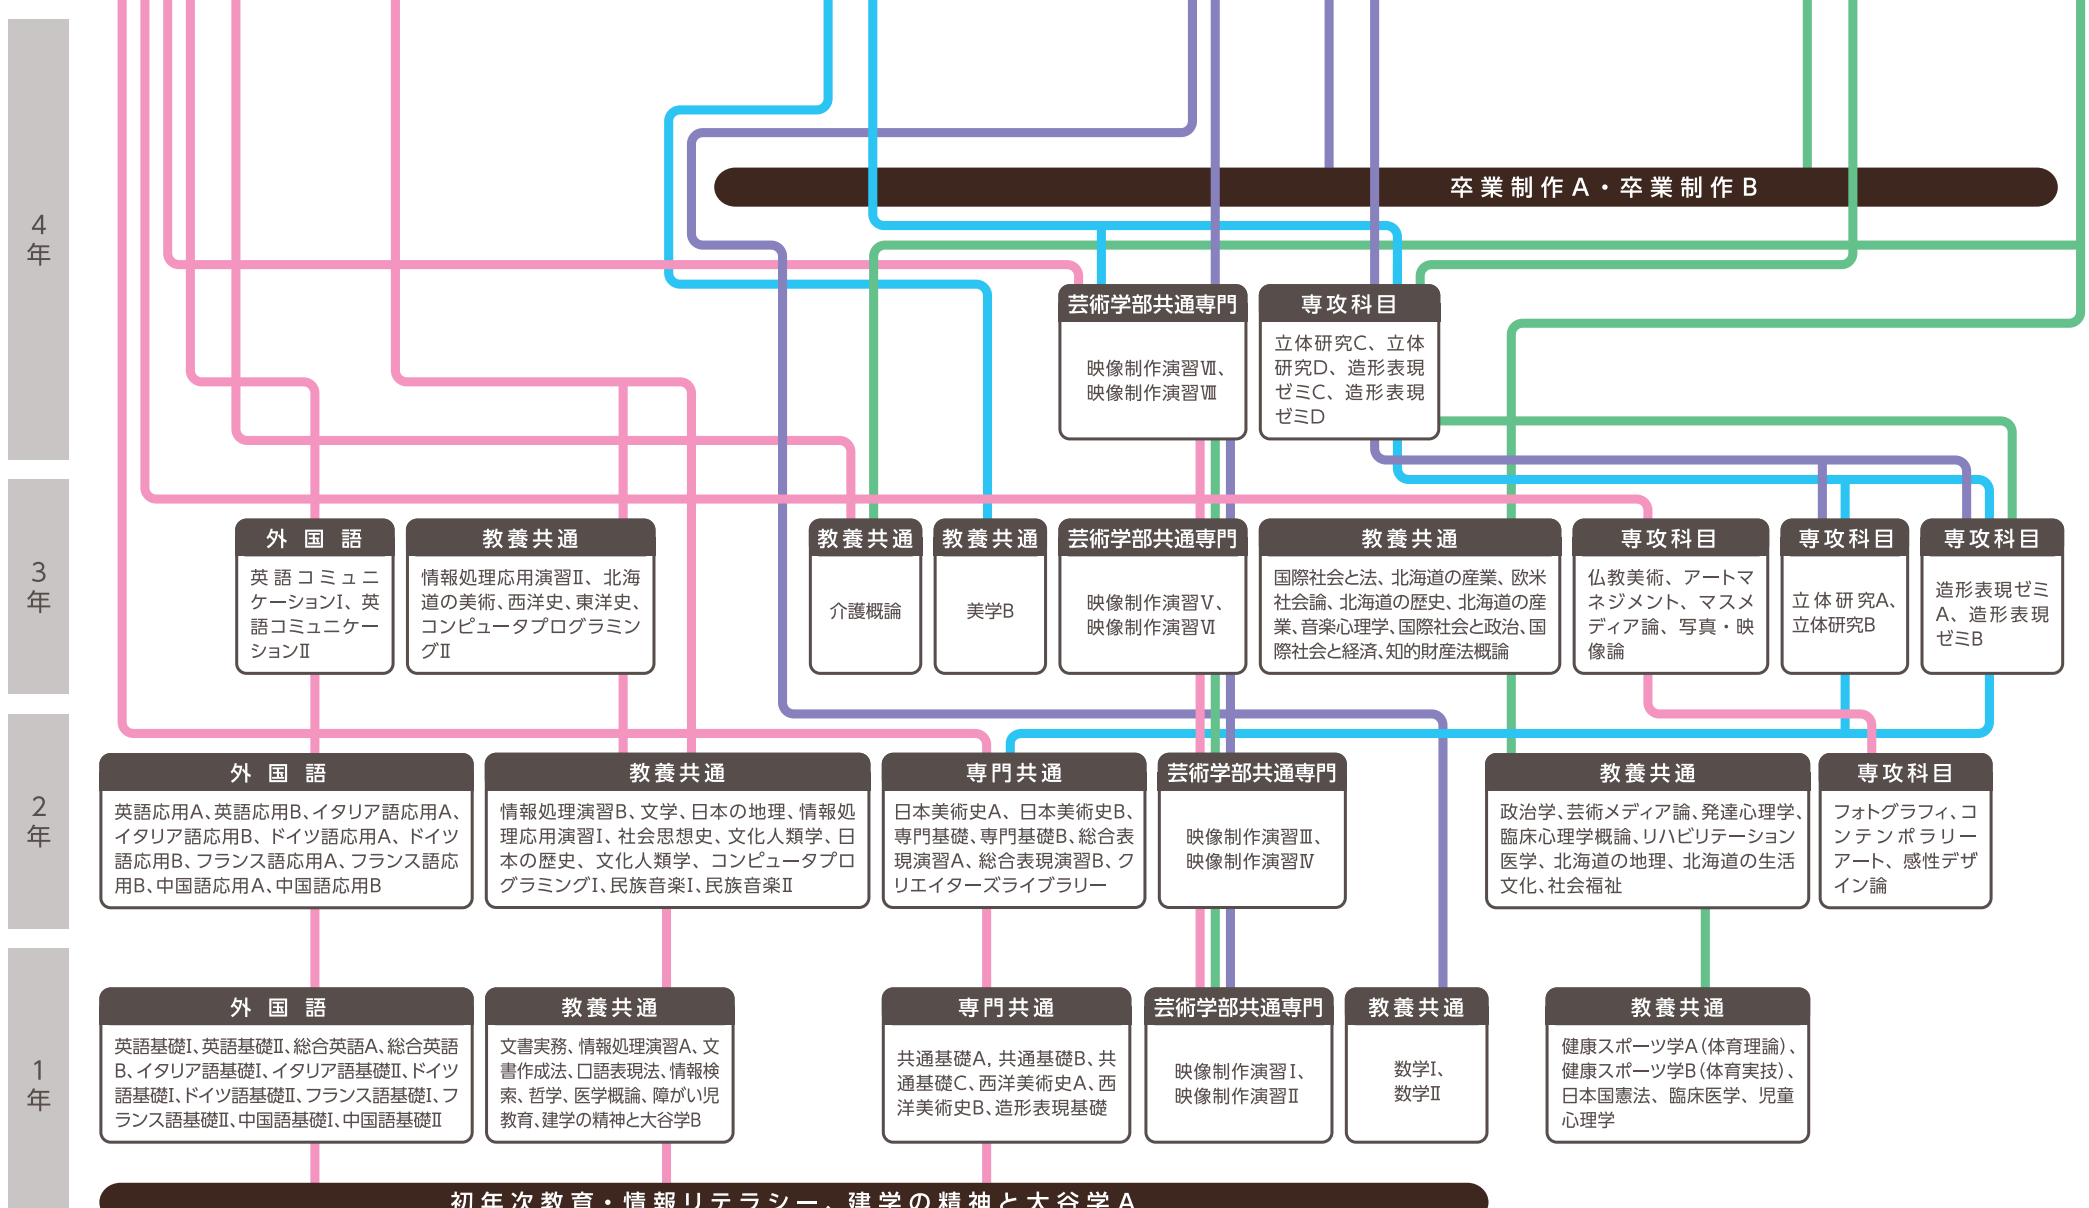 卒業制作A・卒業制作B
4
年
芸術学部共通専門
映像制作演習Ⅶ、
映像制作演習Ⅷ
専攻科目
立体研究C、立体
研究D、造形表現
ゼミC、造形表現
ゼミD
3
年
外国語
英語コミュニ
ケーションⅠ、英
語コミュニケー
ションⅡ
教養共通
情報処理応用演習Ⅱ、北海
道の美術、西洋史、東洋史、
コンピュータプログラミン
グⅡ
教養共通
介護概論
教養共通
美学B
芸術学部共通専門
映像制作演習Ⅴ、
映像制作演習Ⅵ
教養共通
国際社会と法、北海道の産業、欧米
社会論、北海道の歴史、北海道の産
業、音楽心理学、国際社会と政治、国
際社会と経済、知的財産法概論
専攻科目
仏教美術、アートマ
ネジメント、マスメ
ディア論、写真・映
像論
専攻科目
立体研究A、
立体研究B
専攻科目
造形表現ゼミ
A、造形表現
ゼミB
2
年
外国語
英語応用A、英語応用B、イタリア語応用A、
イタリア語応用B、ドイツ語応用A、ドイツ
語応用B、フランス語応用A、フランス語応
用B、中国語応用A、中国語応用B
教養共通
情報処理演習B、文学、日本の地理、情報処
理応用演習Ⅰ、社会思想史、文化人類学、日
本の歴史、文化人類学、コンピュータプロ
グラミングⅠ、民族音楽Ⅰ、民族音楽Ⅱ
専門共通
日本美術史A、日本美術史B、
専門基礎、専門基礎B、総合表
現演習A、総合表現演習B、ク
リエイターズライブラリー
芸術学部共通専門
映像制作演習Ⅲ、
映像制作演習Ⅳ
教養共通
政治学、芸術メディア論、発達心理学、
臨床心理学概論、リハビリテーション
医学、北海道の地理、北海道の生活
文化、社会福祉
専攻科目
フォトグラフィ、コ
ンテンポラリー
アート、感性デザ
イン論
1
年
外国語
英語基礎Ⅰ、英語基礎Ⅱ、総合英語A、総合英語
B、イタリア語基礎Ⅰ、イタリア語基礎Ⅱ、ドイツ
語基礎Ⅰ、ドイツ語基礎Ⅱ、フランス語基礎Ⅰ、フ
ランス語基礎Ⅱ、中国語基礎Ⅰ、中国語基礎Ⅱ
教養共通
文書実務、情報処理演習A、文
書作成法、口語表現法、情報検
索、哲学、医学概論、障がい児
教育、建学の精神と大谷学B
専門共通
共通基礎A, 共通基礎B、共
通基礎C、西洋美術史A、西
洋美術史B、造形表現基礎
芸術学部共通専門
映像制作演習Ⅰ、
映像制作演習Ⅱ
教養共通
数学Ⅰ、
数学Ⅱ
教養共通
健康スポーツ学A（体育理論）、
健康スポーツ学B（体育実技）、
日本国憲法、臨床医学、児童
心理学
初年次教育・情報リテラシー、建学の精神と大谷学A